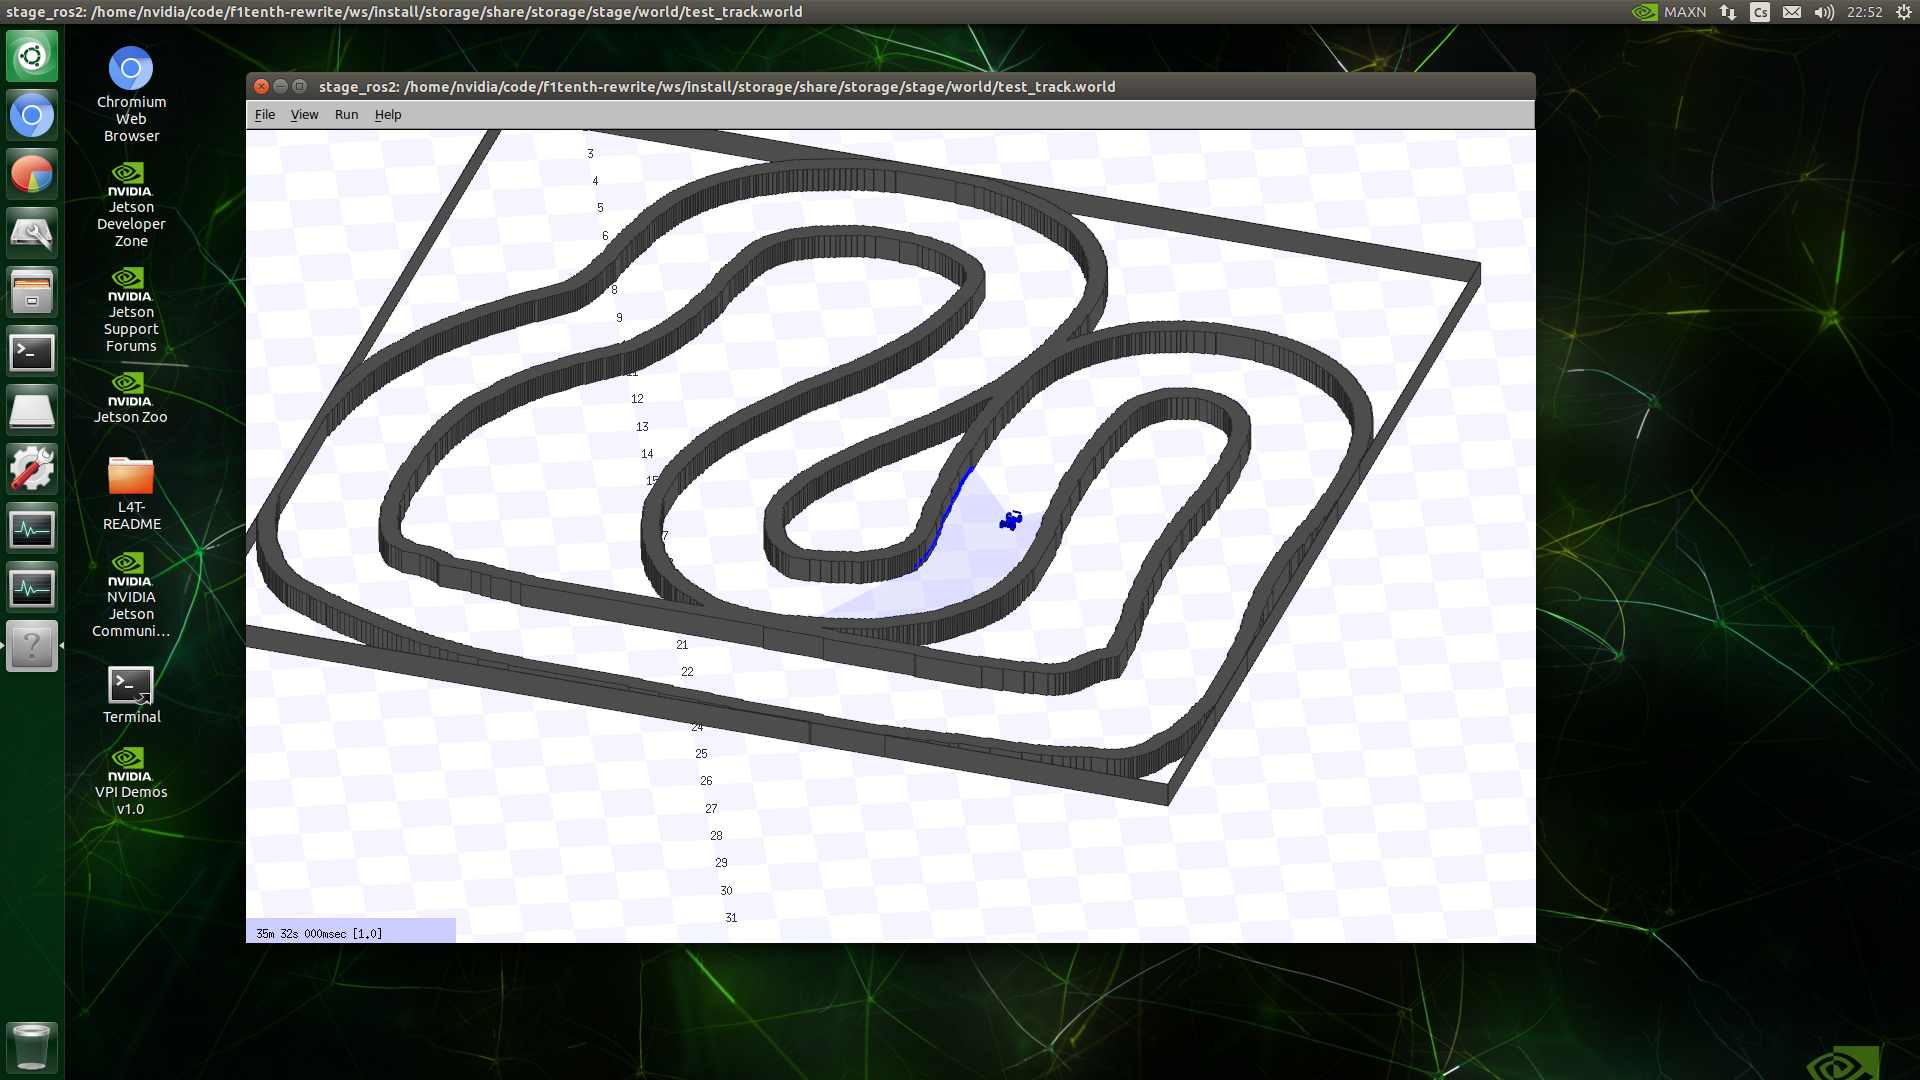 stage_ros2: /home/nvidia/code/f1tenth-rewrite/ws/install/storage/share/storage/stage/world/test_track.world
MAXN
Cs
22:52
Chromium
Web
Browser
NVIDIA.
Jetson
Developer
Zone
NVIDIA.
Jetson
Support
Forums
NVIDIA.
Jetson Zoo
L4T-
README
NVIDIA.
NVIDIA
Jetson
Communi...
Terminal
NVIDIA.
VPI Demos
v1.0
stage_ros2: /home/nvidia/code/f1tenth-rewrite/ws/install/storage/share/storage/stage/world/test_track.world
File View Run Help
3
4
5
6
8
9
11
12
13
14
15
7
21
22
24
25
26
27
28
29
30
31
35m 32s 000msec [1.0]